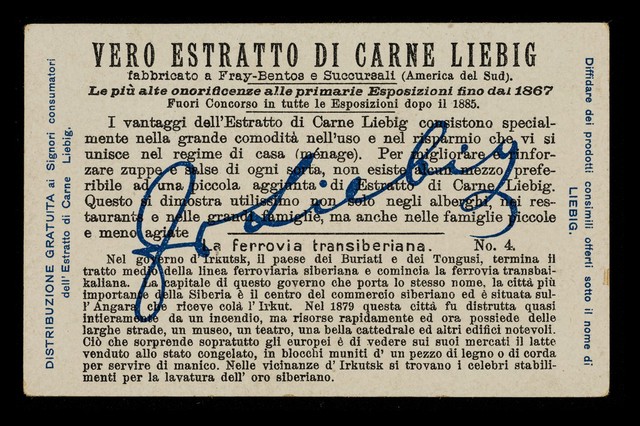 VERO ESTRATTO DI CARNE LIEBIG
fabbricato a Fray-Bentos e Succursali (America del Sud).
Le più alte onorificenze alle primarie Esposizioni fino dal 1867
Fuori Concorso in tutte le Esposizioni dopo il 1885.
I vantaggi dell'Estratto di Carne Liebig consistono special-
mente nella grande comodità nell'uso e nel risparmio che vi si
unisce nel regime di casa (ménage). Per migliorare e rinfor-
zare zuppe e salse di ogni sorta, non esiste alcun mezzo prefe-
ribile ad una piccola aggiunta di Estratto di Carne Liebig.
Questo si dimostra utilissimo non solo negli alberghi, nei res-
tauranti e nelle grandi famiglie, ma anche nelle famiglie piccole
e meno agiate
La ferrovia transiberiana. No. 4.
Nel governo d'Irkutsk, il paese dei Buriati e dei Tongusi, termina il
tratto medio della linea ferroviaria siberiana e comincia la ferrovia transbai-
kaliana. La capitale di questo governo che porta lo stesso nome, la città più
importante della Siberia è il centro del commercio siberiano ed è situata sul-
l'Angara che riceve colà l'Irkut. Nel 1879 questa città fu distrutta quasi
intieramente da un incendio, ma risorse rapidamente ed ora possiede delle
larghe strade, un museo, un teatro, una bella cattedrale ed altri edifici notevoli.
Ciò che sorprende sopratutto gli europei è di vedere sui suoi mercati il latte
venduto allo stato congelato, in blocchi muniti d' un pezzo di legno o di corda
per servire di manico. Nelle vicinanze d'Irkutsk si trovano i celebri stabili-
menti per la lavatura dell' oro siberiano.
DISTRIBUZIONE GRATUITA ai Signori consumatori
dell' Estratto di Carne Liebig.
Diffidare dei prodotti consimili offerti sotto il nome di
LIEBIG.
JvLiebig